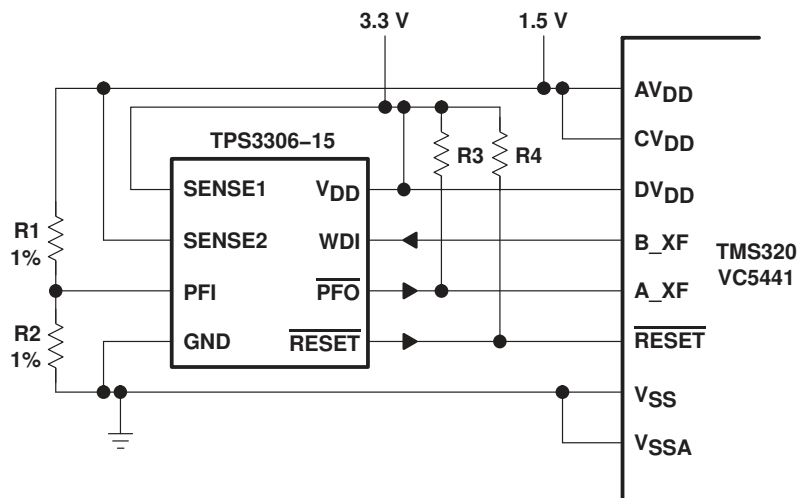 3.3 V
1.5 V
TPS3306–15
SENSE1
SENSE2
PFI
GND
VDD
WDI
PFO
RESET
R1
1%
R2
1%
R3
R4
AVDD
CVDD
DVDD
B_XF
A_XF
RESET
VSS
VSSA
TMS320
VC5441